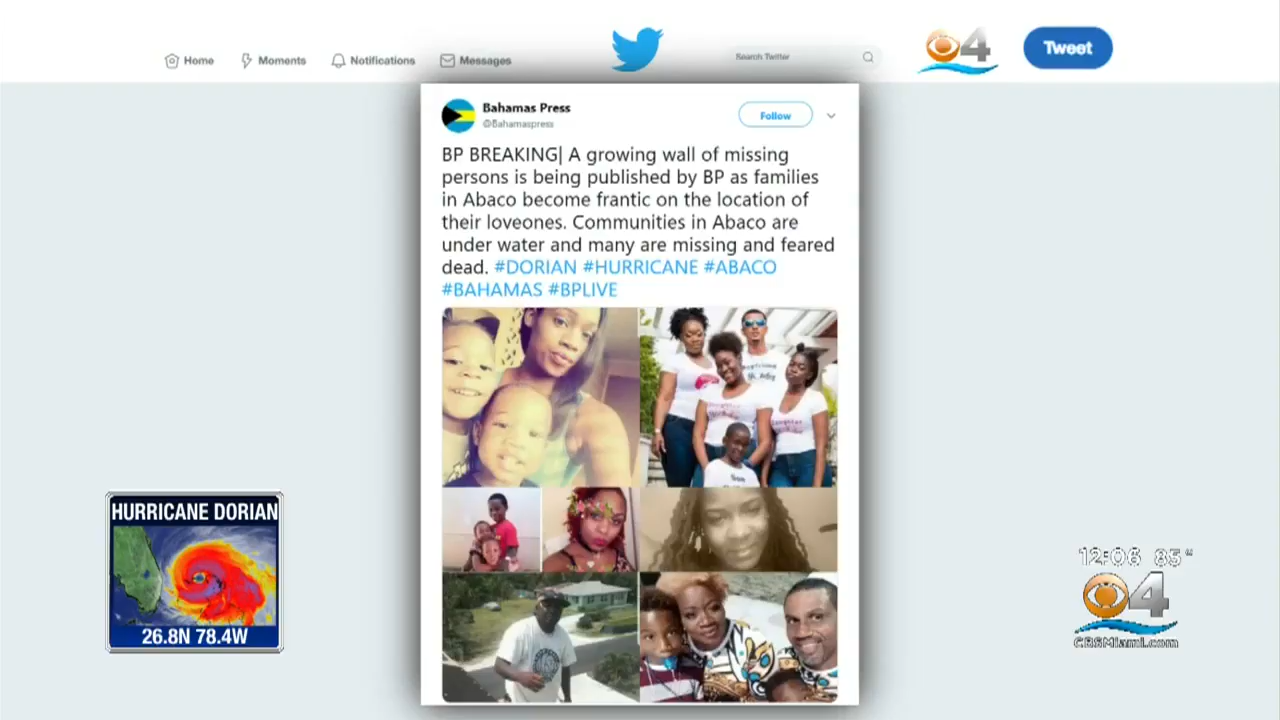 Home
Moments
Notifications
Messages
Search Twitter
4
Tweet
Bahamas Press
@Bahamaspress
Follow
BP BREAKING| A growing wall of missing
persons is being published by BP as families
in Abaco become frantic on the location of
their loveones. Communities in Abaco are
under water and many are missing and feared
dead. #DORIAN #HURRICANE #ABACO
#BAHAMAS #BPLIVE
HURRICANE DORIAN
26.8N 78.4W
12:06 85°
4
CBSMiami.com